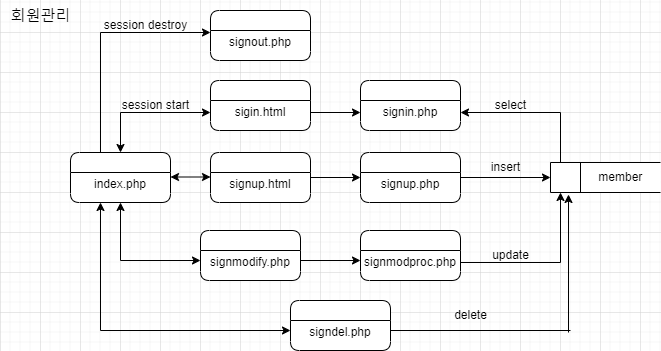 회원관리
session destroy
signout.php
session start
sigin.html
signin.php
select
index.php
signup.html
signup.php
insert
member
signmodify.php
signmodproc.php
update
signdel.php
delete